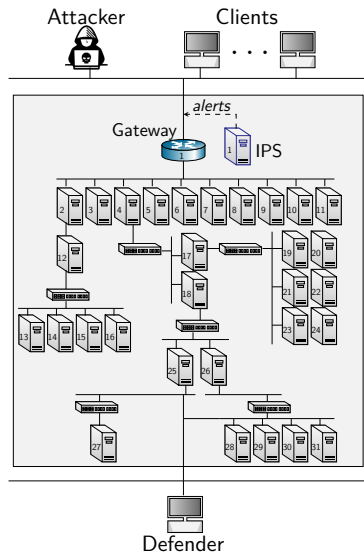 Attacker Clients
. . .
alerts
Gateway
1 1 IPS
2 3 4 5 6 7 8 9 10 11
12 17 19 20
18 21 22
13 14 15 16 23 24
25 26
27 28 29 30 31
Defender